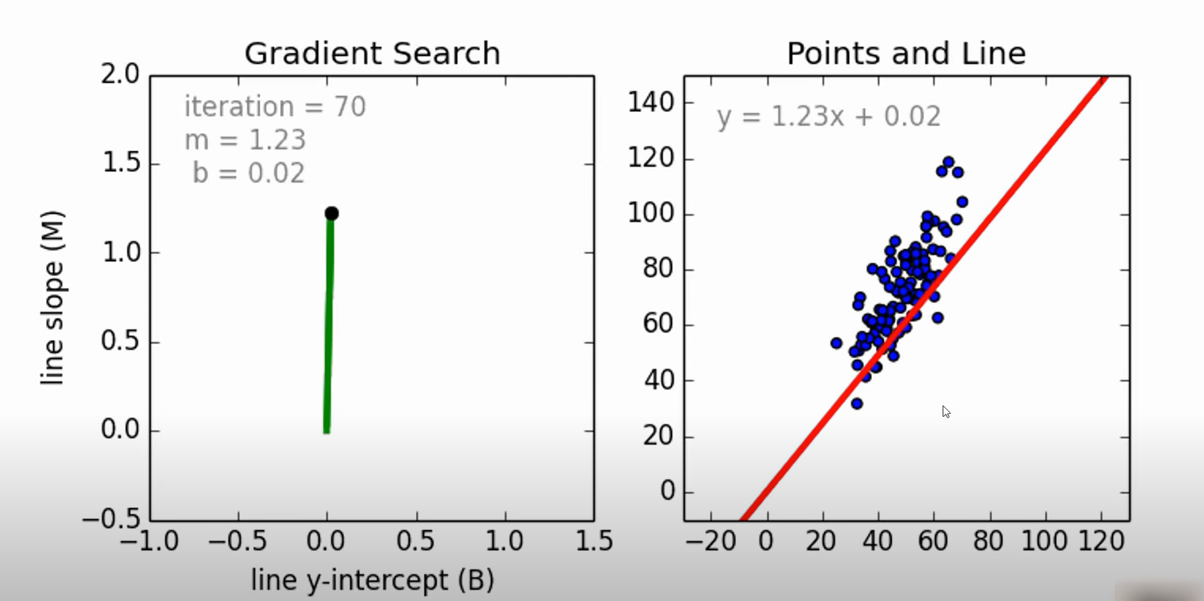 Gradient Search
iteration = 70
m = 1.23
b = 0.02
2.0
1.5
1.0
0.5
0.0
−0.5
line slope (M)
−1.0 −0.5 0.0 0.5 1.0 1.5
line y-intercept (B)
Points and Line
y = 1.23x + 0.02
140
120
100
80
60
40
20
0
−20 0 20 40 60 80 100 120